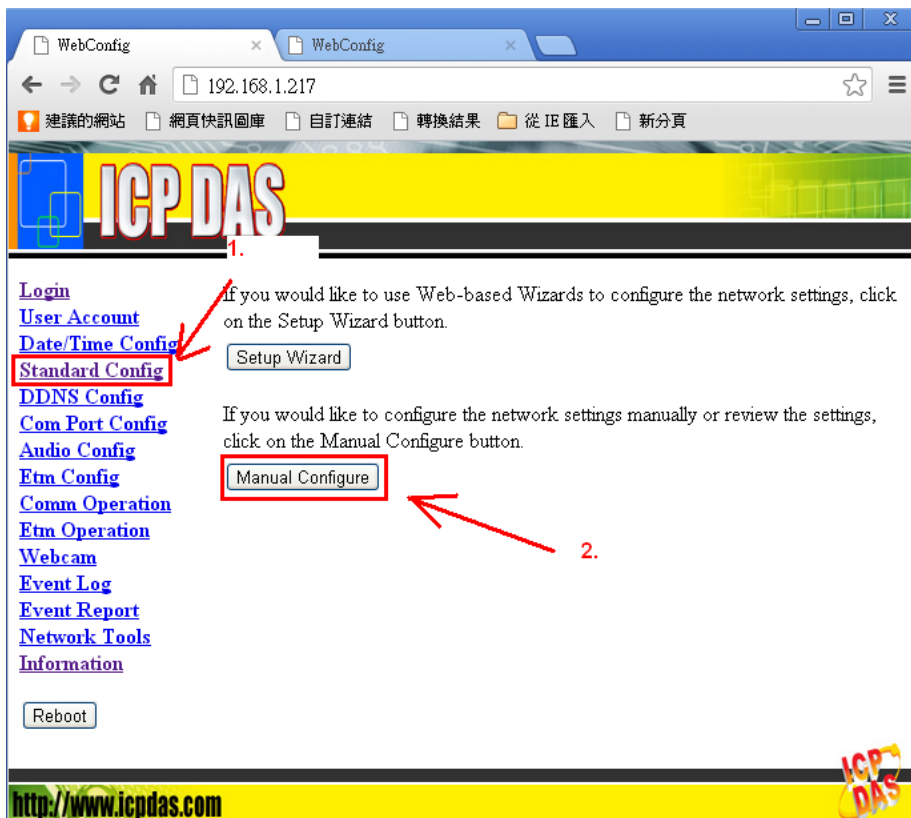 WebConfig
WebConfig
192.168.1.217
建議的網站 網頁快訊圖庫 自訂連結 轉換結果 從 IE 匯入 新分頁
ICP DAS
1.
Login
User Account
Date/Time Config
Standard Config
DDNS Config
Com Port Config
Audio Config
Etm Config
Comm Operation
Etm Operation
Webcam
Event Log
Event Report
Network Tools
Information
Reboot
If you would like to use Web-based Wizards to configure the network settings, click
on the Setup Wizard button.
Setup Wizard
If you would like to configure the network settings manually or review the settings,
click on the Manual Configure button.
Manual Configure
2.
http://www.icpdas.com
ICP
DAS